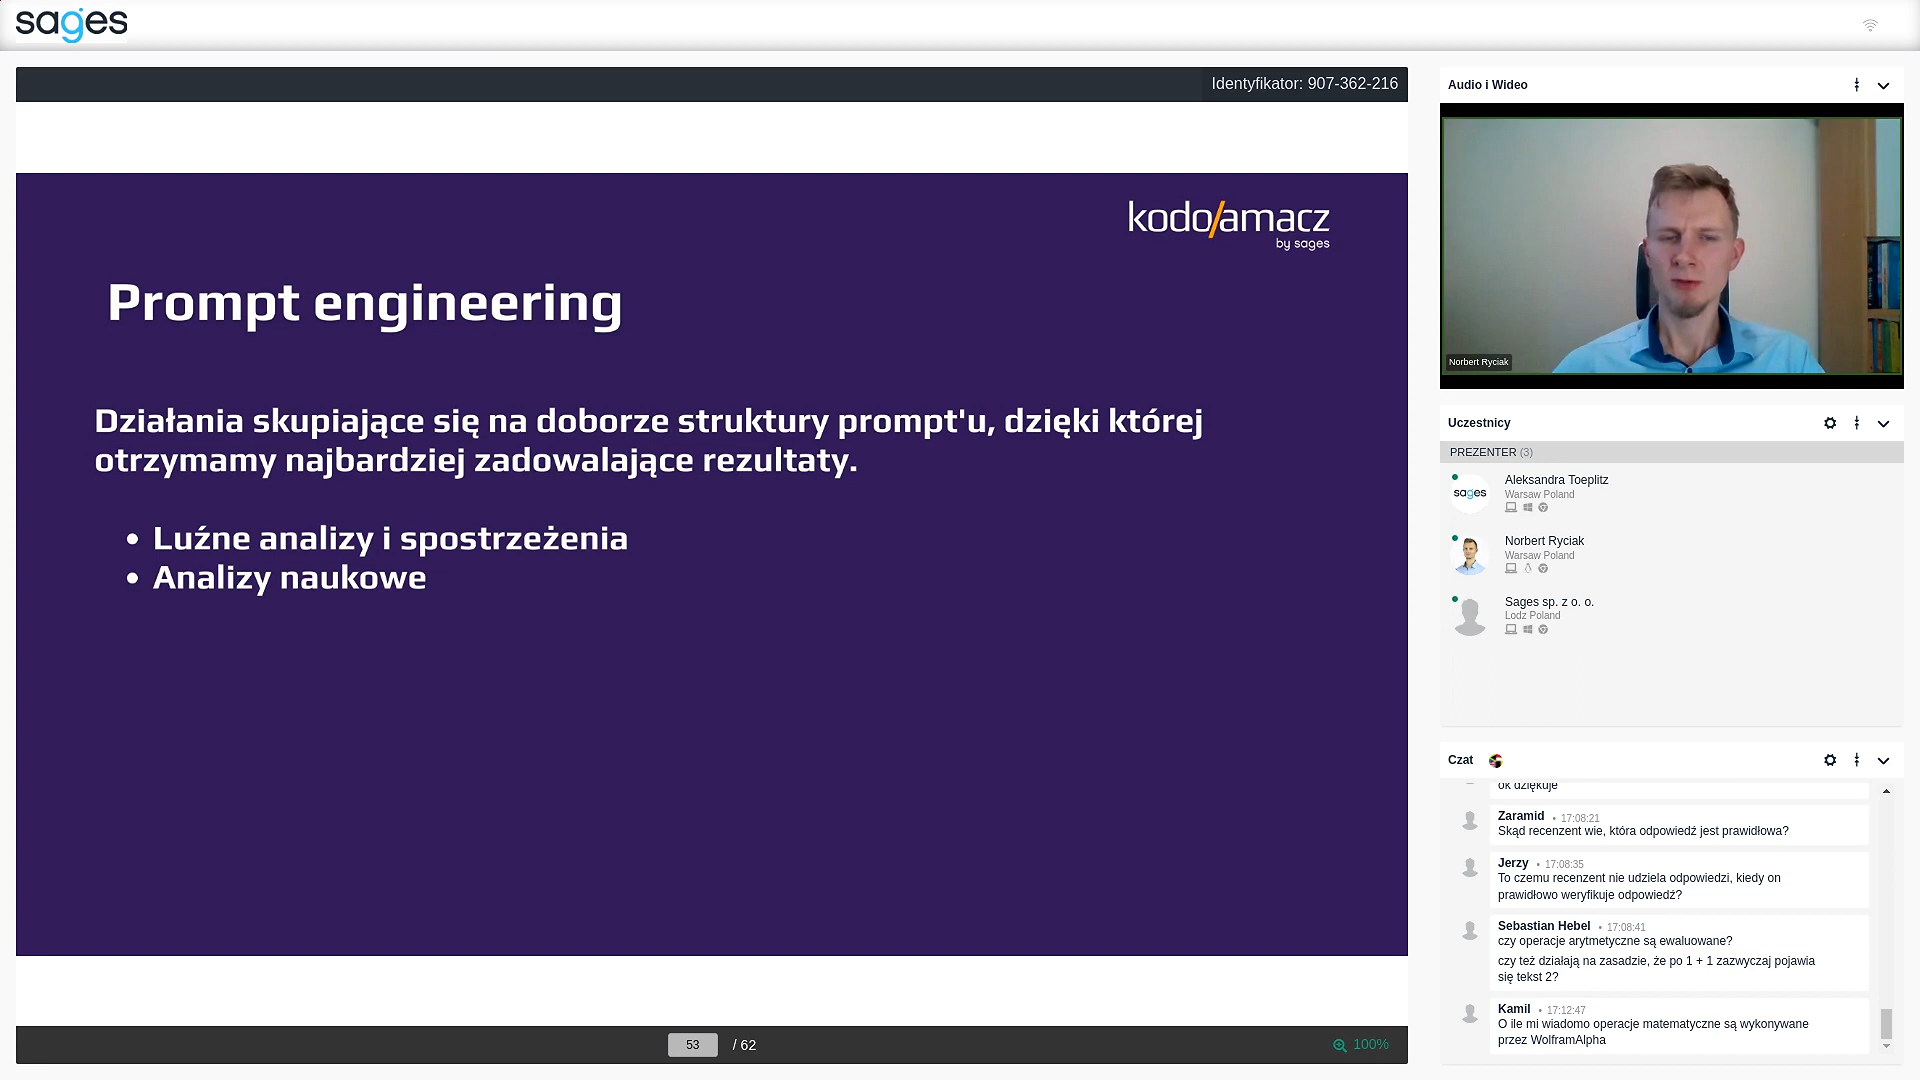 sages
Identyfikator: 907-362-216
kodołamacz
by sages
Prompt engineering
Działania skupiające się na doborze struktury prompt'u, dzięki której
otrzymamy najbardziej zadowalające rezultaty.
• Luźne analizy i spostrzeżenia
• Analizy naukowe
53 / 62
100%
Audio i Wideo
Norbert Ryciak
Uczestnicy
PREZENTER (3)
sages
Aleksandra Toeplitz
Warsaw Poland
Norbert Ryciak
Warsaw Poland
Sages sp. z o. o.
Lodz Poland
Czat
ok dziękuje
Zaramid • 17:08:21
Skąd recenzent wie, która odpowiedź jest prawidłowa?
Jerzy • 17:08:35
To czemu recenzent nie udziela odpowiedzi, kiedy on
prawidłowo weryfikuje odpowiedź?
Sebastian Hebel • 17:08:41
czy operacje arytmetyczne są ewaluowane?
czy też działają na zasadzie, że po 1 + 1 zazwyczaj pojawia
się tekst 2?
Kamil • 17:12:47
O ile mi wiadomo operacje matematyczne są wykonywane
przez WolframAlpha